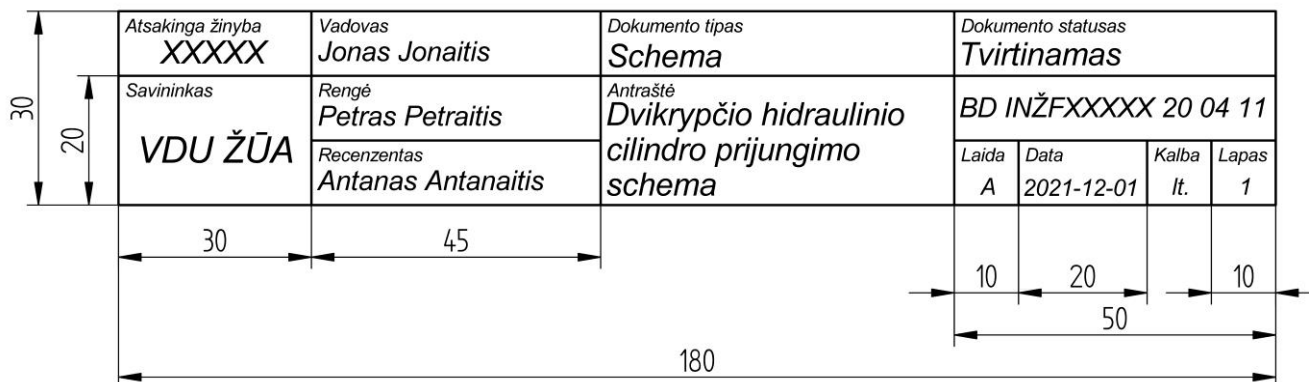 Atsakinga žinyba
XXXXX
Vadovas
Jonas Jonaitis
Dokumento tipas
Schema
Dokumento statusas
Tvirtinamas
Savininkas
VDU ŽŪA
Rengė
Petras Petraitis
Recenzentas
Antanas Antanaitis
Antraštė
Dvikrypčio hidraulinio
cilindro prijungimo
schema
BD INŽFXXXXX 20 04 11
Laida
A
Data
2021-12-01
Kalba
lt.
Lapas
1
30
20
30
45
10
20
10
50
180